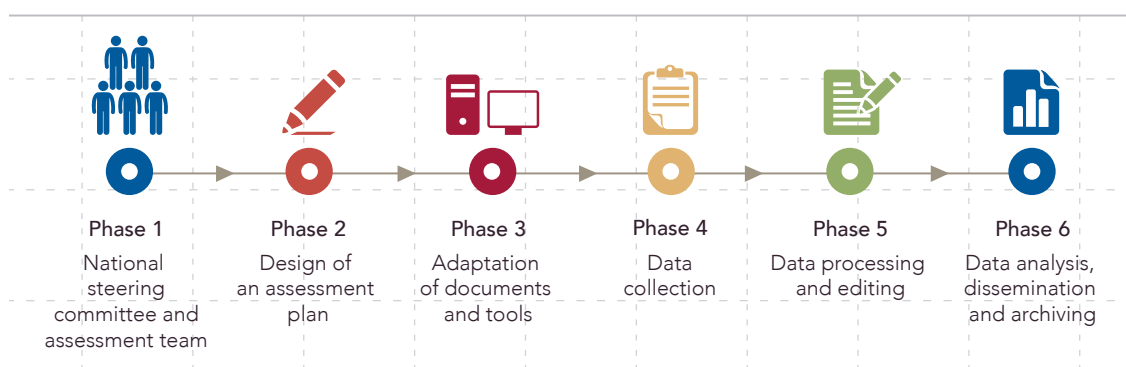 Phase 1
National
steering
committee and
assessment team
Phase 2
Design of
an assessment
plan
Phase 3
Adaptation
of documents
and tools
Phase 4
Data
collection
Phase 5
Data processing
and editing
Phase 6
Data analysis,
dissemination
and archiving